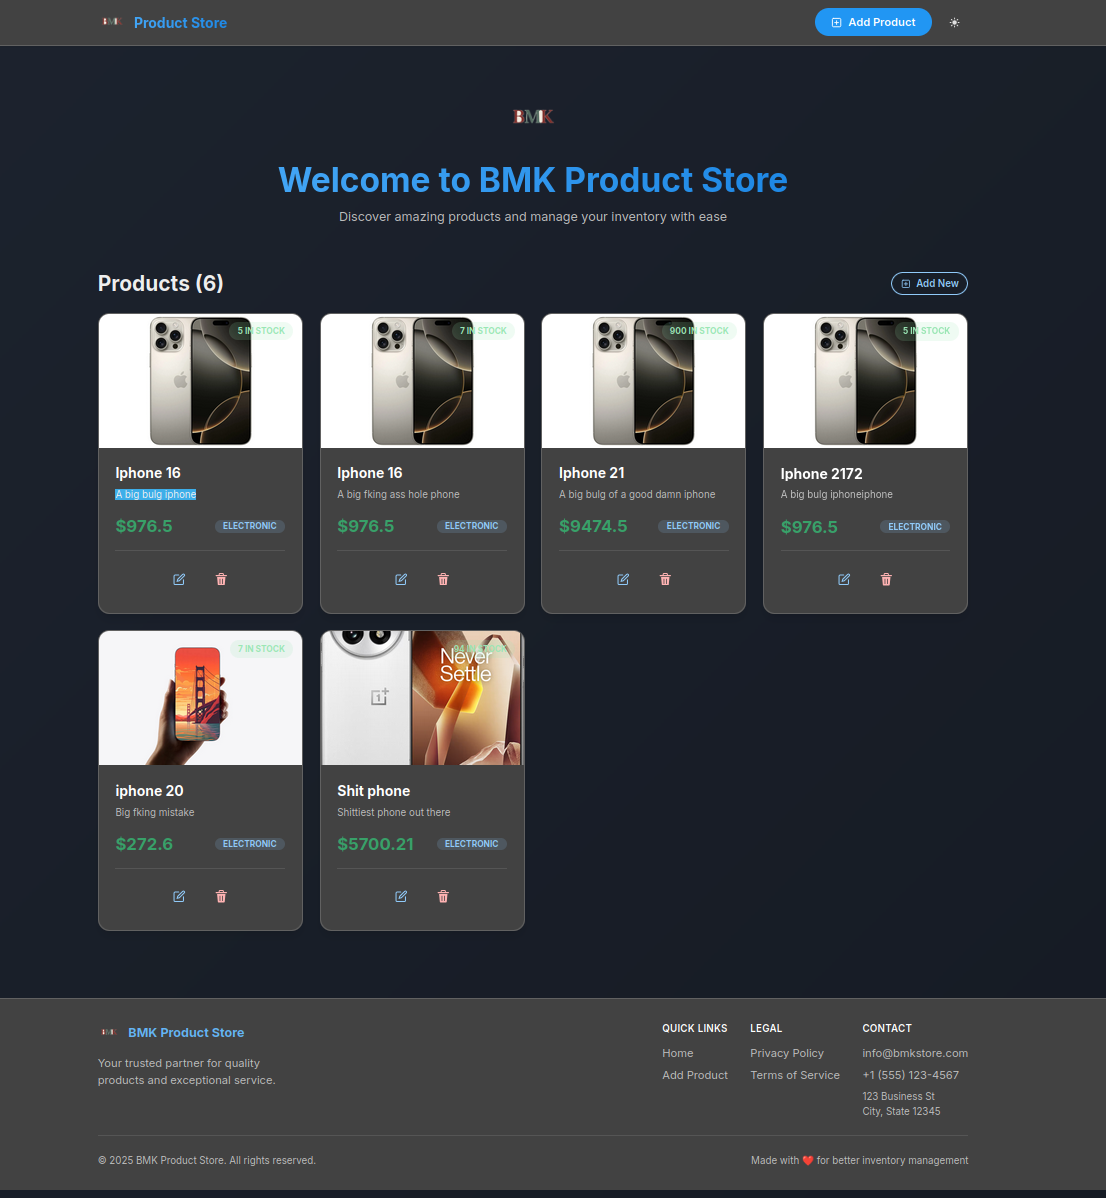 BMK Product Store
Add Product
BMK
Welcome to BMK Product Store
Discover amazing products and manage your inventory with ease
Products (6)
Add New
5 IN STOCK
7 IN STOCK
900 IN STOCK
5 IN STOCK
Iphone 16
Iphone 16
Iphone 21
Iphone 2172
A big bulg iphone
A big fking ass hole phone
A big bulg of a good damn iphone
A big bulg iphoneiphone
$976.5 ELECTRONIC
$976.5 ELECTRONIC
$9474.5 ELECTRONIC
$976.5 ELECTRONIC
7 IN STOCK
94 IN STOCK
Never
Settle
iphone 20
Shit phone
Big fking mistake
Shittiest phone out there
$272.6 ELECTRONIC
$5700.21 ELECTRONIC
BMK BMK Product Store
Your trusted partner for quality
products and exceptional service.
QUICK LINKS
Home
Add Product
LEGAL
Privacy Policy
Terms of Service
CONTACT
info@bmkstore.com
+1 (555) 123-4567
123 Business St
City, State 12345
© 2025 BMK Product Store. All rights reserved.
Made with ❤️ for better inventory management